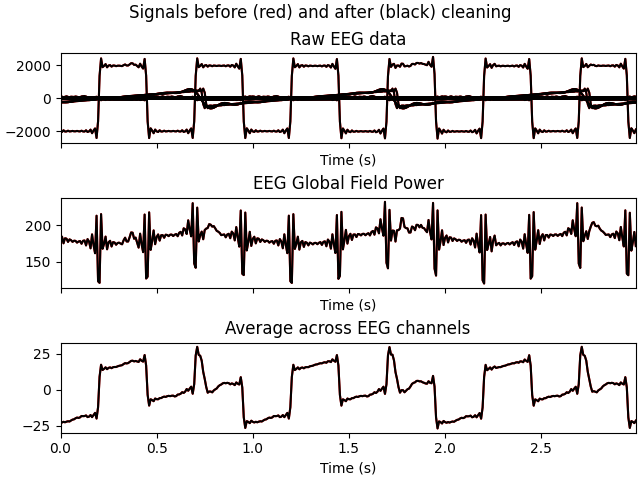 Signals before (red) and after (black) cleaning
Raw EEG data
2000
0
−2000
Time (s)
EEG Global Field Power
200
150
Time (s)
Average across EEG channels
25
0
−25
0.0 0.5 1.0 1.5 2.0 2.5
Time (s)